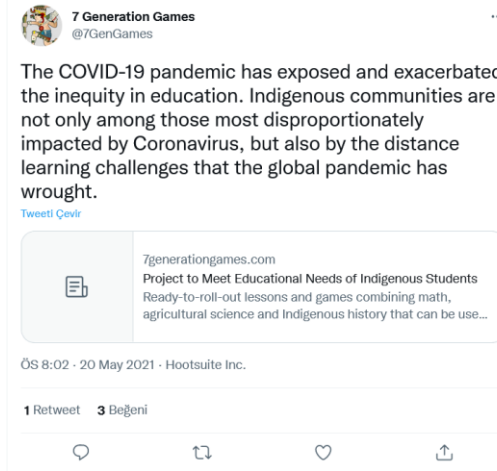 7 Generation Games
@7GenGames
The COVID-19 pandemic has exposed and exacerbated
the inequity in education. Indigenous communities are
not only among those most disproportionately
impacted by Coronavirus, but also by the distance
learning challenges that the global pandemic has
wrought.
Tweeti Çevir
7generationgames.com
Project to Meet Educational Needs of Indigenous Students
Ready-to-roll-out lessons and games combining math,
agricultural science and Indigenous history that can be use...
ÖS 8:02 · 20 May 2021 · Hootsuite Inc.
1 Retweet 3 Beğeni